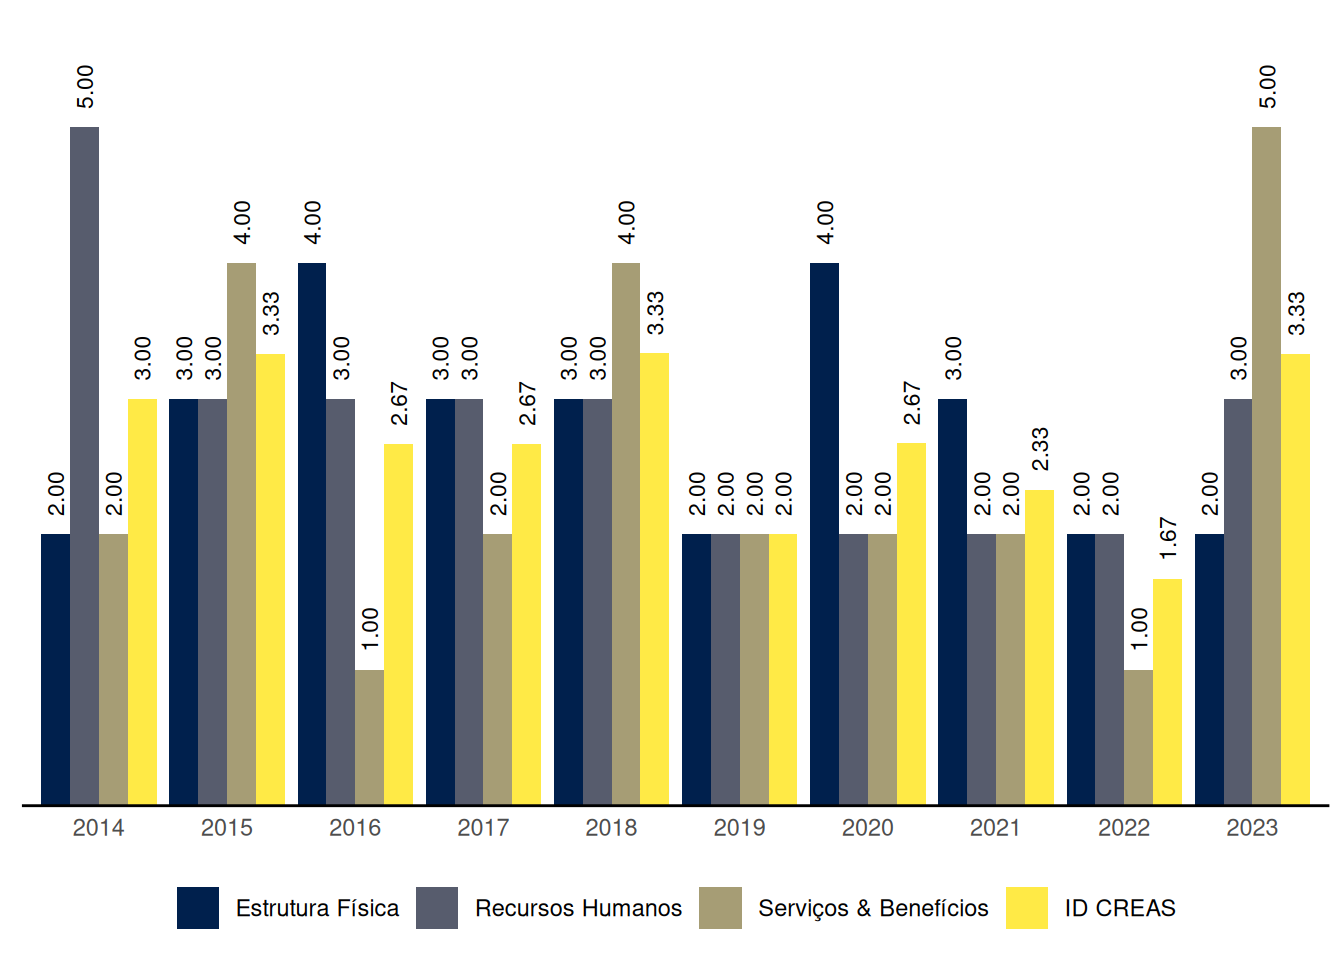 2.00 5.00 2.00 3.00
3.00 3.00 4.00 3.33
4.00 3.00 1.00 2.67
3.00 3.00 2.00 2.67
3.00 3.00 4.00 3.33
2.00 2.00 2.00 2.00
4.00 2.00 2.00 2.67
3.00 2.00 2.00 2.33
2.00 2.00 1.00 1.67
2.00 3.00 5.00 3.33
2014 2015 2016 2017 2018 2019 2020 2021 2022 2023
Estrutura Física Recursos Humanos Serviços & Benefícios ID CREAS